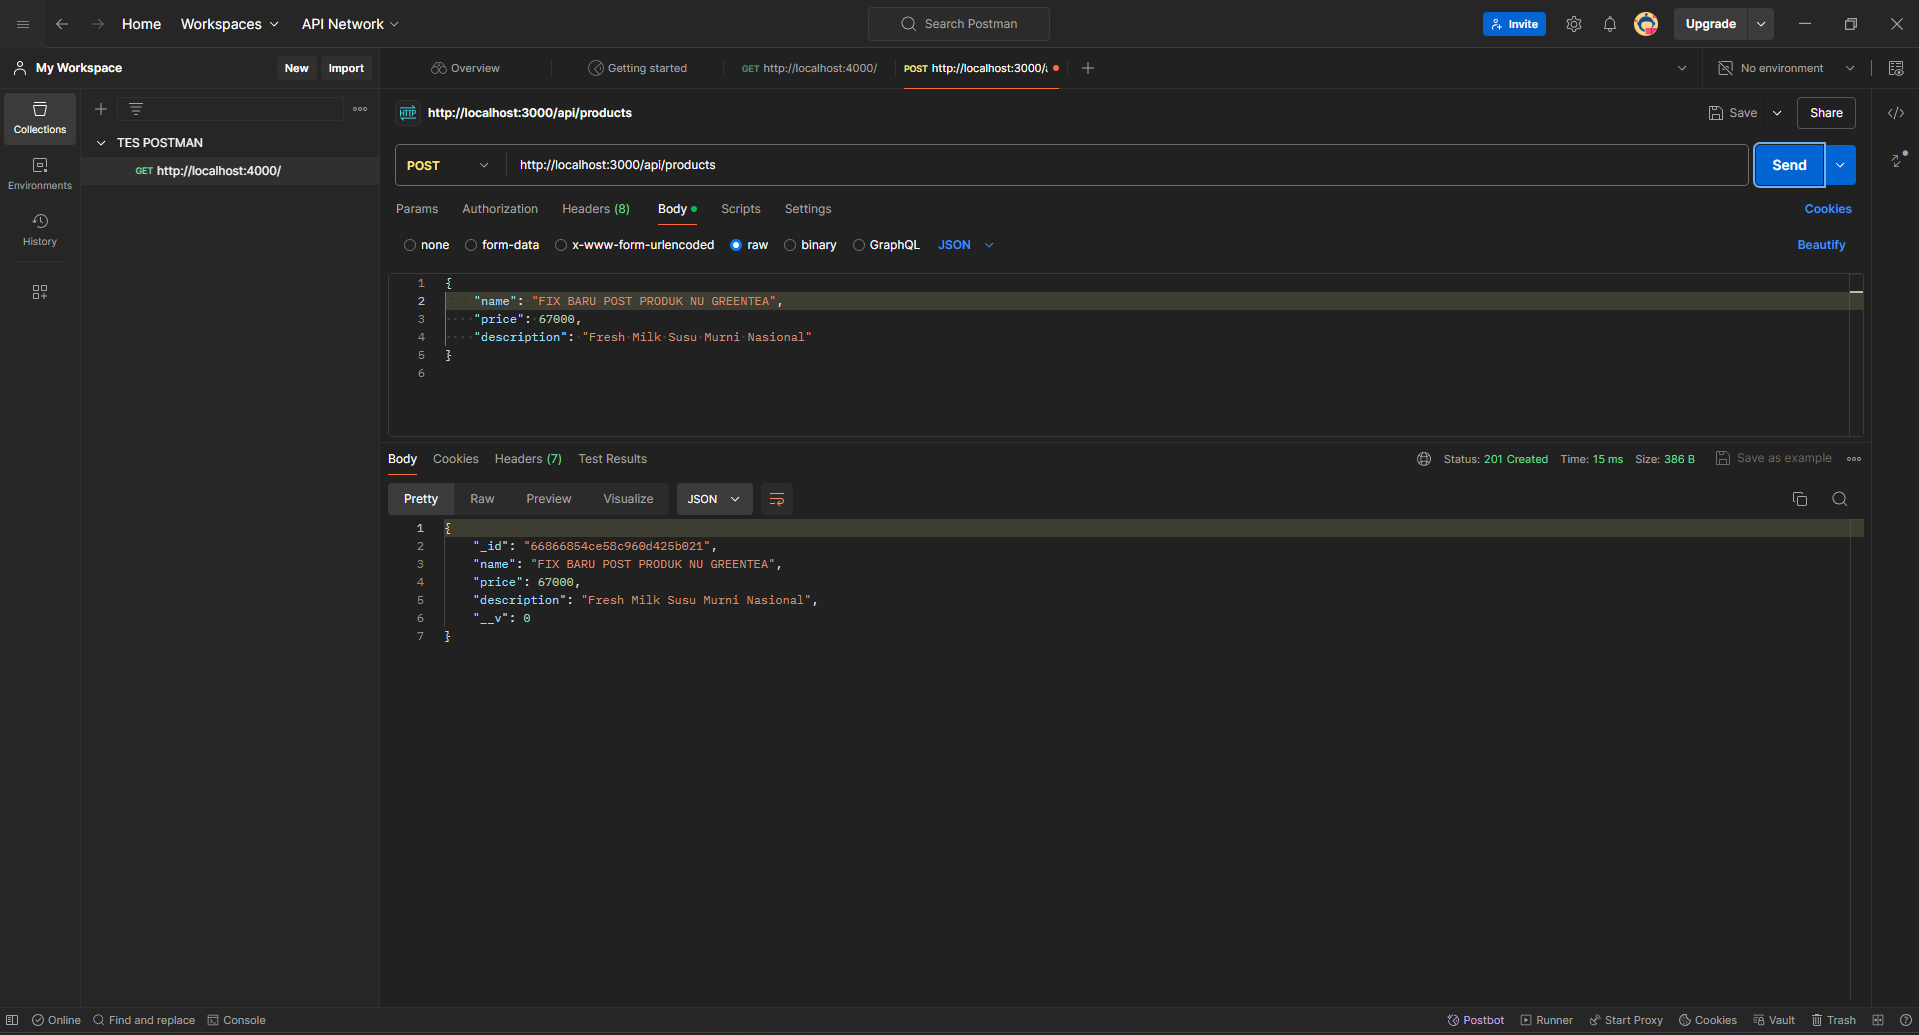 Home Workspaces API Network Search Postman Invite Upgrade
My Workspace New Import Overview Getting started GET http://localhost:4000/ POST http://localhost:3000/a No environment
Collections
Environments
History
TES POSTMAN
GET http://localhost:4000/
HTTP http://localhost:3000/api/products Save Share
POST http://localhost:3000/api/products Send
Params Authorization Headers (8) Body Scripts Settings Cookies
none form-data x-www-form-urlencoded raw binary GraphQL JSON Beautify
1 {
2 "name": "FIX BARU POST PRODUK NU GREENTEA",
3 "price": 67000,
4 "description": "Fresh Milk Susu Murni Nasional"
5 }
6
Body Cookies Headers (7) Test Results Status: 201 Created Time: 15 ms Size: 386 B Save as example
Pretty Raw Preview Visualize JSON
1 {
2 "_id": "66866854ce58c960d425b021",
3 "name": "FIX BARU POST PRODUK NU GREENTEA",
4 "price": 67000,
5 "description": "Fresh Milk Susu Murni Nasional",
6 "__v": 0
7 }
Online Find and replace Console Postbot Runner Start Proxy Cookies Vault Trash